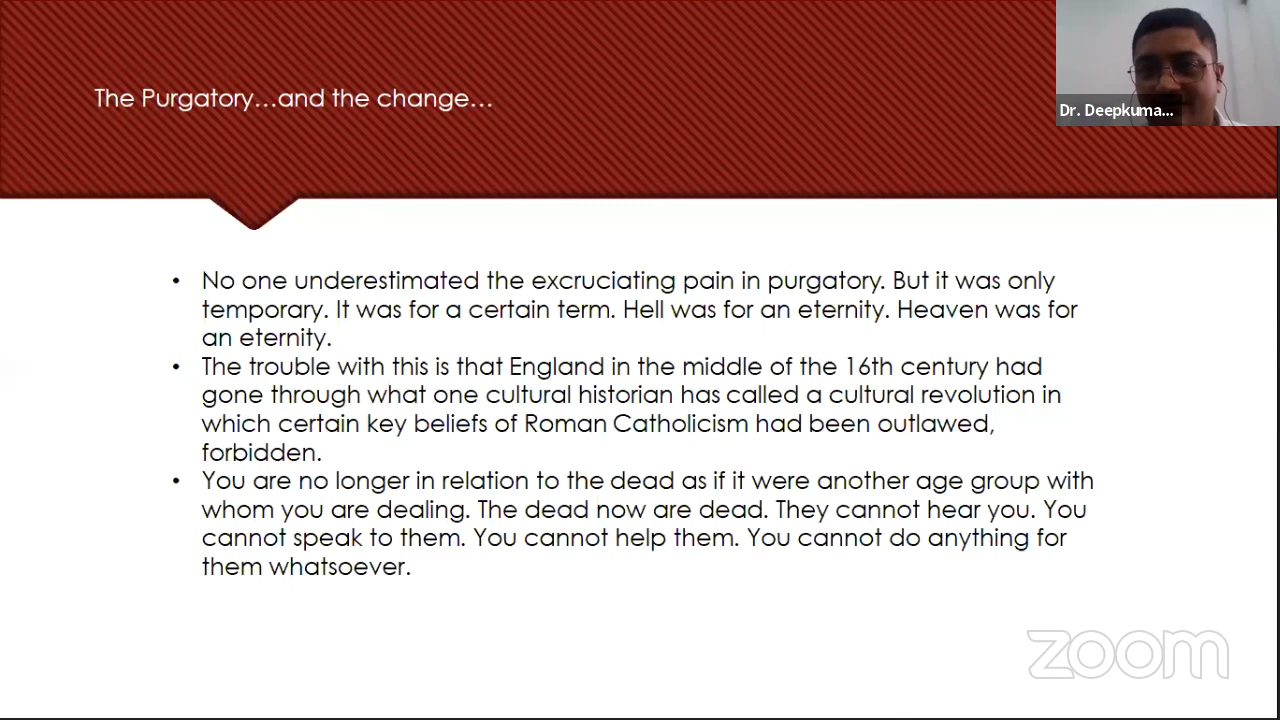 The Purgatory…and the change…
Dr. Deepkuma...
• No one underestimated the excruciating pain in purgatory. But it was only
temporary. It was for a certain term. Hell was for an eternity. Heaven was for
an eternity.
• The trouble with this is that England in the middle of the 16th century had
gone through what one cultural historian has called a cultural revolution in
which certain key beliefs of Roman Catholicism had been outlawed,
forbidden.
• You are no longer in relation to the dead as if it were another age group with
whom you are dealing. The dead now are dead. They cannot hear you. You
cannot speak to them. You cannot help them. You cannot do anything for
them whatsoever.
zoom